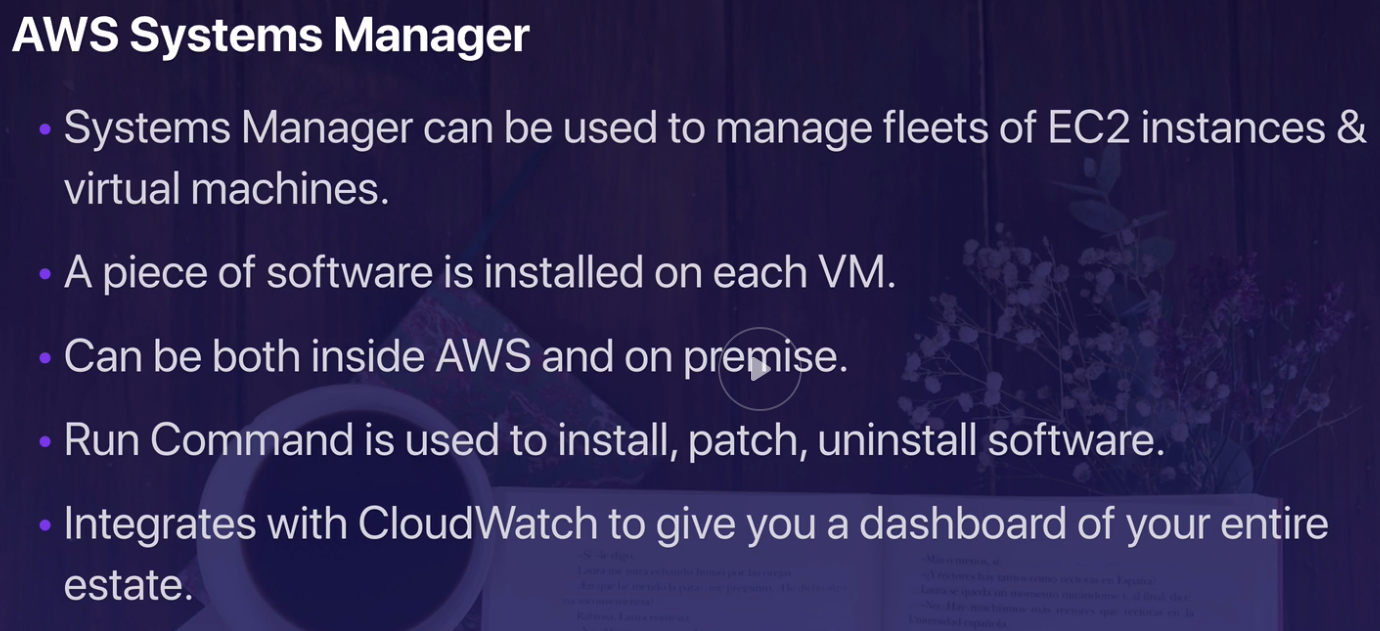 AWS Systems Manager
• Systems Manager can be used to manage fleets of EC2 instances &
virtual machines.
• A piece of software is installed on each VM.
• Can be both inside AWS and on premise.
• Run Command is used to install, patch, uninstall software.
• Integrates with CloudWatch to give you a dashboard of your entire
estate.